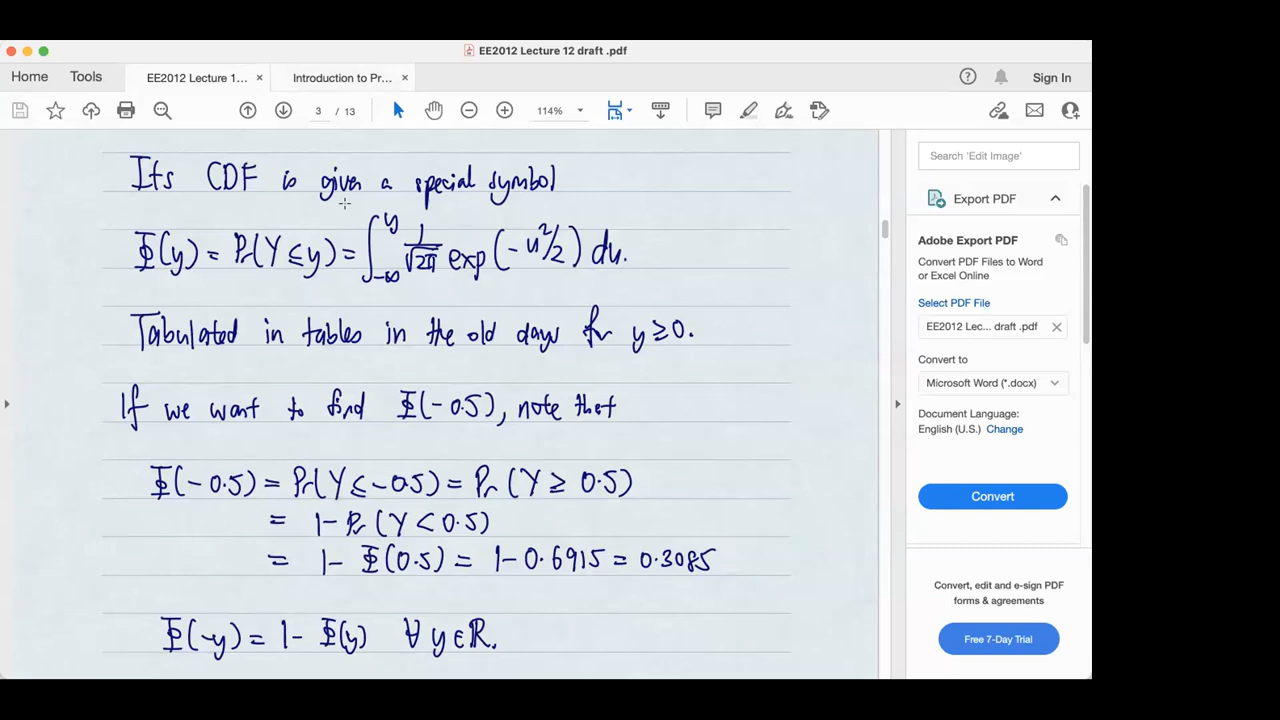 EE2012 Lecture 12 draft .pdf
Home Tools EE2012 Lecture 1... × Introduction to Pr... × Sign In
3 / 13 114%
Its CDF is given a special symbol
Φ(y) = Pr(Y ≤ y) = ∫_{-∞}^{y} 1/√2π exp(-u²/2) du.
Tabulated in tables in the old days for y ≥ 0.
If we want to find Φ(-0.5), note that
Φ(-0.5) = Pr(Y ≤ -0.5) = Pr (Y ≥ 0.5)
= 1 - Pr (Y < 0.5)
= 1 - Φ(0.5) = 1 - 0.6915 = 0.3085
Φ(-y) = 1 - Φ(y) ∀ y ∈ ℝ.
Search 'Edit Image'
Export PDF
Adobe Export PDF
Convert PDF Files to Word
or Excel Online
Select PDF File
EE2012 Lec... draft .pdf ×
Convert to
Microsoft Word (*.docx)
Document Language:
English (U.S.) Change
Convert
Convert, edit and e-sign PDF
forms & agreements
Free 7-Day Trial